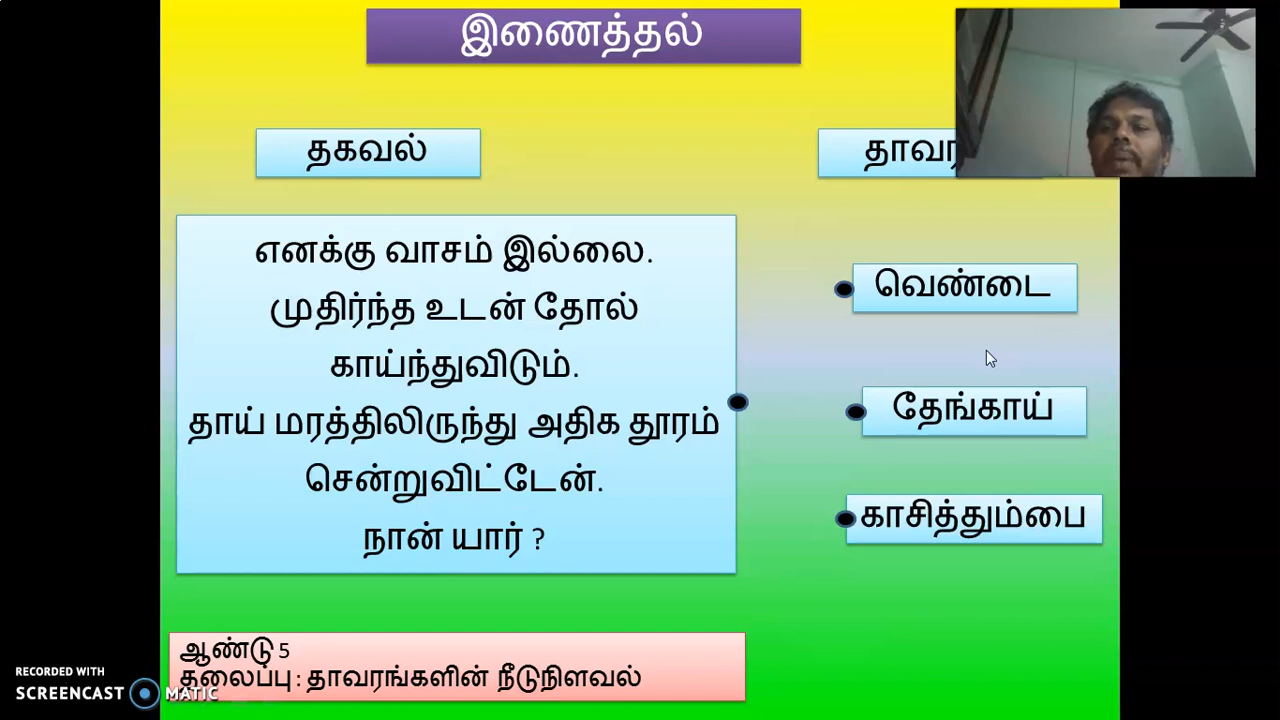 இணைத்தல்
தகவல்
எனக்கு வாசம் இல்லை.
முதிர்ந்த உடன் தோல்
காய்ந்துவிடும்.
தாய் மரத்திலிருந்து அதிக தூரம்
சென்றுவிட்டேன்.
நான் யார் ?
வெண்டை
தேங்காய்
காசித்தும்பை
ஆண்டு 5
தலைப்பு : தாவரங்களின் நீடுநிளவல்
RECORDED WITH
SCREENCAST MATIC